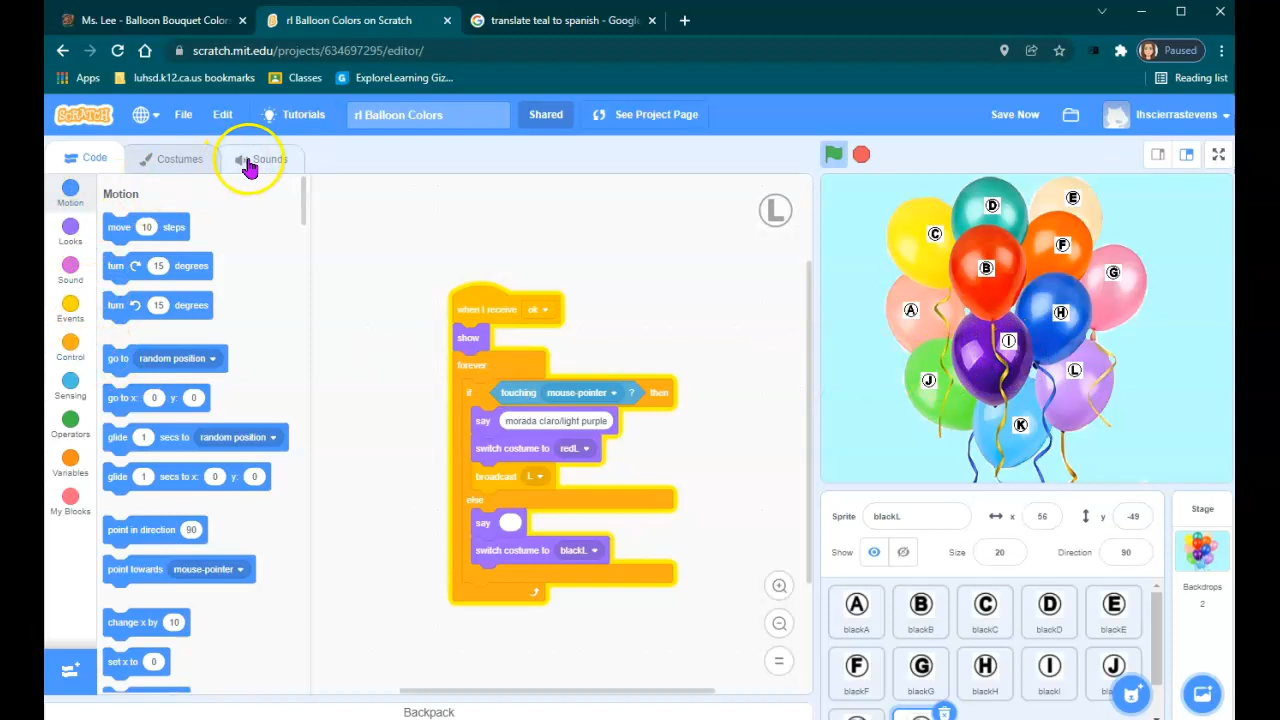 Ms. Lee - Balloon Bouquet Color
rl Balloon Colors on Scratch
translate teal to spanish - Google
scratch.mit.edu/projects/634697295/editor/
Paused
Apps
luhsd.k12.ca.us bookmarks
Classes
ExploreLearning Giz...
Reading list
SCRATCH
File
Edit
Tutorials
rl Balloon Colors
Shared
See Project Page
Save Now
lhscierrastevens
Code
Costumes
Sounds
Motion
Looks
Sound
Events
Control
Sensing
Operators
Variables
My Blocks
Motion
move 10 steps
turn 15 degrees
turn 15 degrees
go to random position
go to x: 0 y: 0
glide 1 secs to random position
glide 1 secs to x: 0 y: 0
point in direction 90
point towards mouse-pointer
change x by 10
set x to 0
L
when I receive ok
show
forever
if touching mouse-pointer ? then
say morada claro/light purple
switch costume to redL
broadcast L
else
say
switch costume to blackL
Backpack
D
E
C
F
B
G
A
H
I
L
J
K
Sprite blackL x 56 y -49
Show Size 20 Direction 90
Stage
Backdrops
2
A B C D E
blackA blackB blackC blackD blackE
F G H I J
blackF blackG blackH blackI